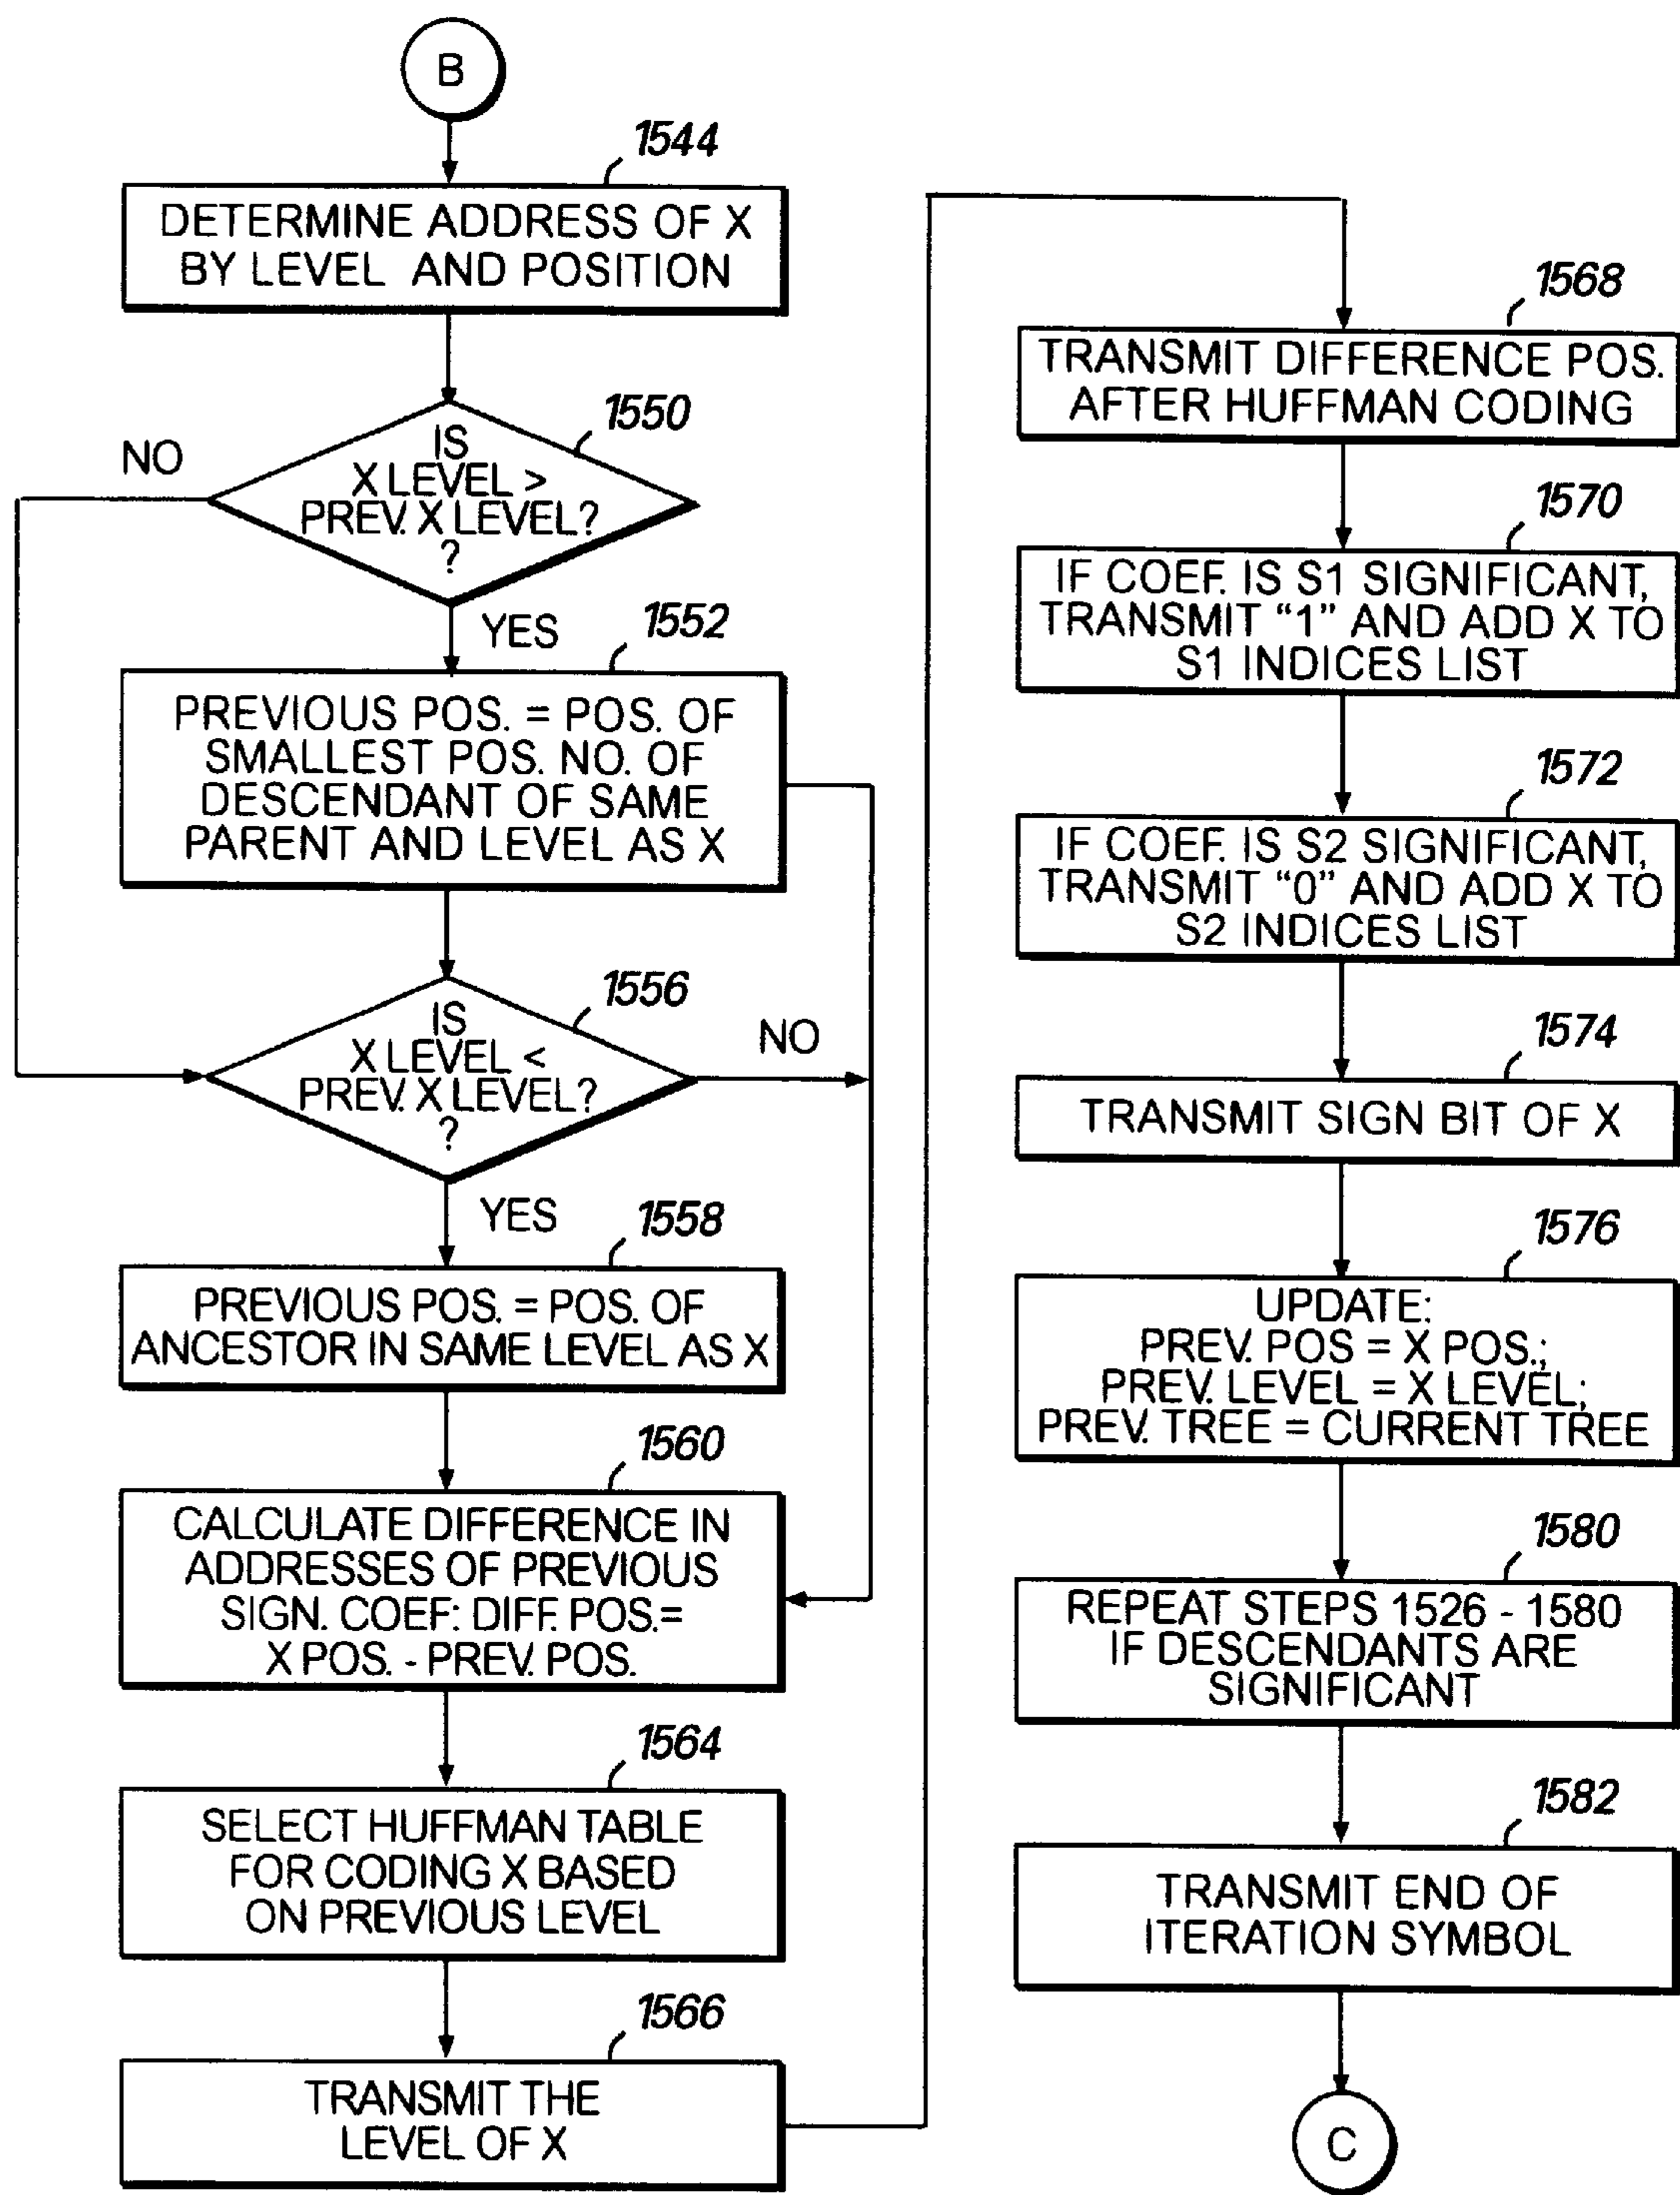 B
1544
DETERMINE ADDRESS OF X
BY LEVEL AND POSITION
1550
NO
IS
X LEVEL >
PREV. X LEVEL?
?
YES
1552
PREVIOUS POS. = POS. OF
SMALLEST POS. NO. OF
DESCENDANT OF SAME
PARENT AND LEVEL AS X
1556
IS
X LEVEL <
PREV. X LEVEL?
?
NO
YES
1558
PREVIOUS POS. = POS. OF
ANCESTOR IN SAME LEVEL AS X
1560
CALCULATE DIFFERENCE IN
ADDRESSES OF PREVIOUS
SIGN. COEF.: DIFF. POS.=
X POS. - PREV. POS.
1564
SELECT HUFFMAN TABLE
FOR CODING X BASED
ON PREVIOUS LEVEL
1566
TRANSMIT THE
LEVEL OF X
1568
TRANSMIT DIFFERENCE POS.
AFTER HUFFMAN CODING
1570
IF COEF. IS S1 SIGNIFICANT,
TRANSMIT “1” AND ADD X TO
S1 INDICES LIST
1572
IF COEF. IS S2 SIGNIFICANT,
TRANSMIT “0” AND ADD X TO
S2 INDICES LIST
1574
TRANSMIT SIGN BIT OF X
1576
UPDATE:
PREV. POS = X POS.;
PREV. LEVEL = X LEVEL;
PREV. TREE = CURRENT TREE
1580
REPEAT STEPS 1526 - 1580
IF DESCENDANTS ARE
SIGNIFICANT
1582
TRANSMIT END OF
ITERATION SYMBOL
C